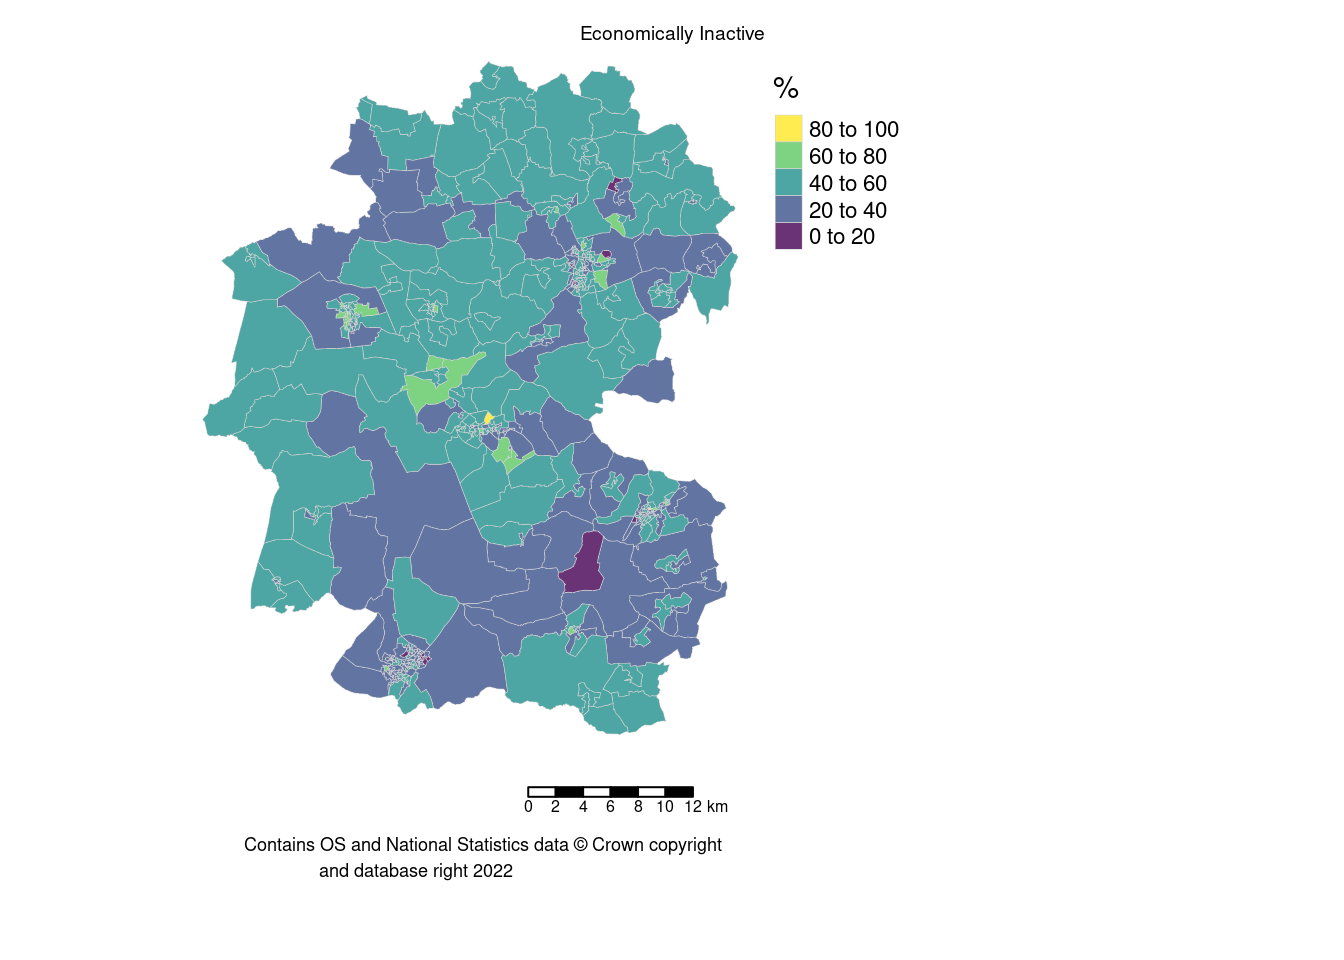 Economically Inactive
%
80 to 100
60 to 80
40 to 60
20 to 40
0 to 20
0 2 4 6 8 10 12 km
Contains OS and National Statistics data © Crown copyright
and database right 2022